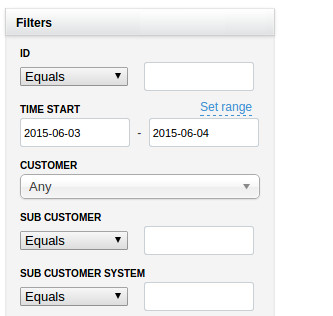 Filters
ID
Equals
TIME START Set range
2015-06-03 - 2015-06-04
CUSTOMER
Any
SUB CUSTOMER
Equals
SUB CUSTOMER SYSTEM
Equals